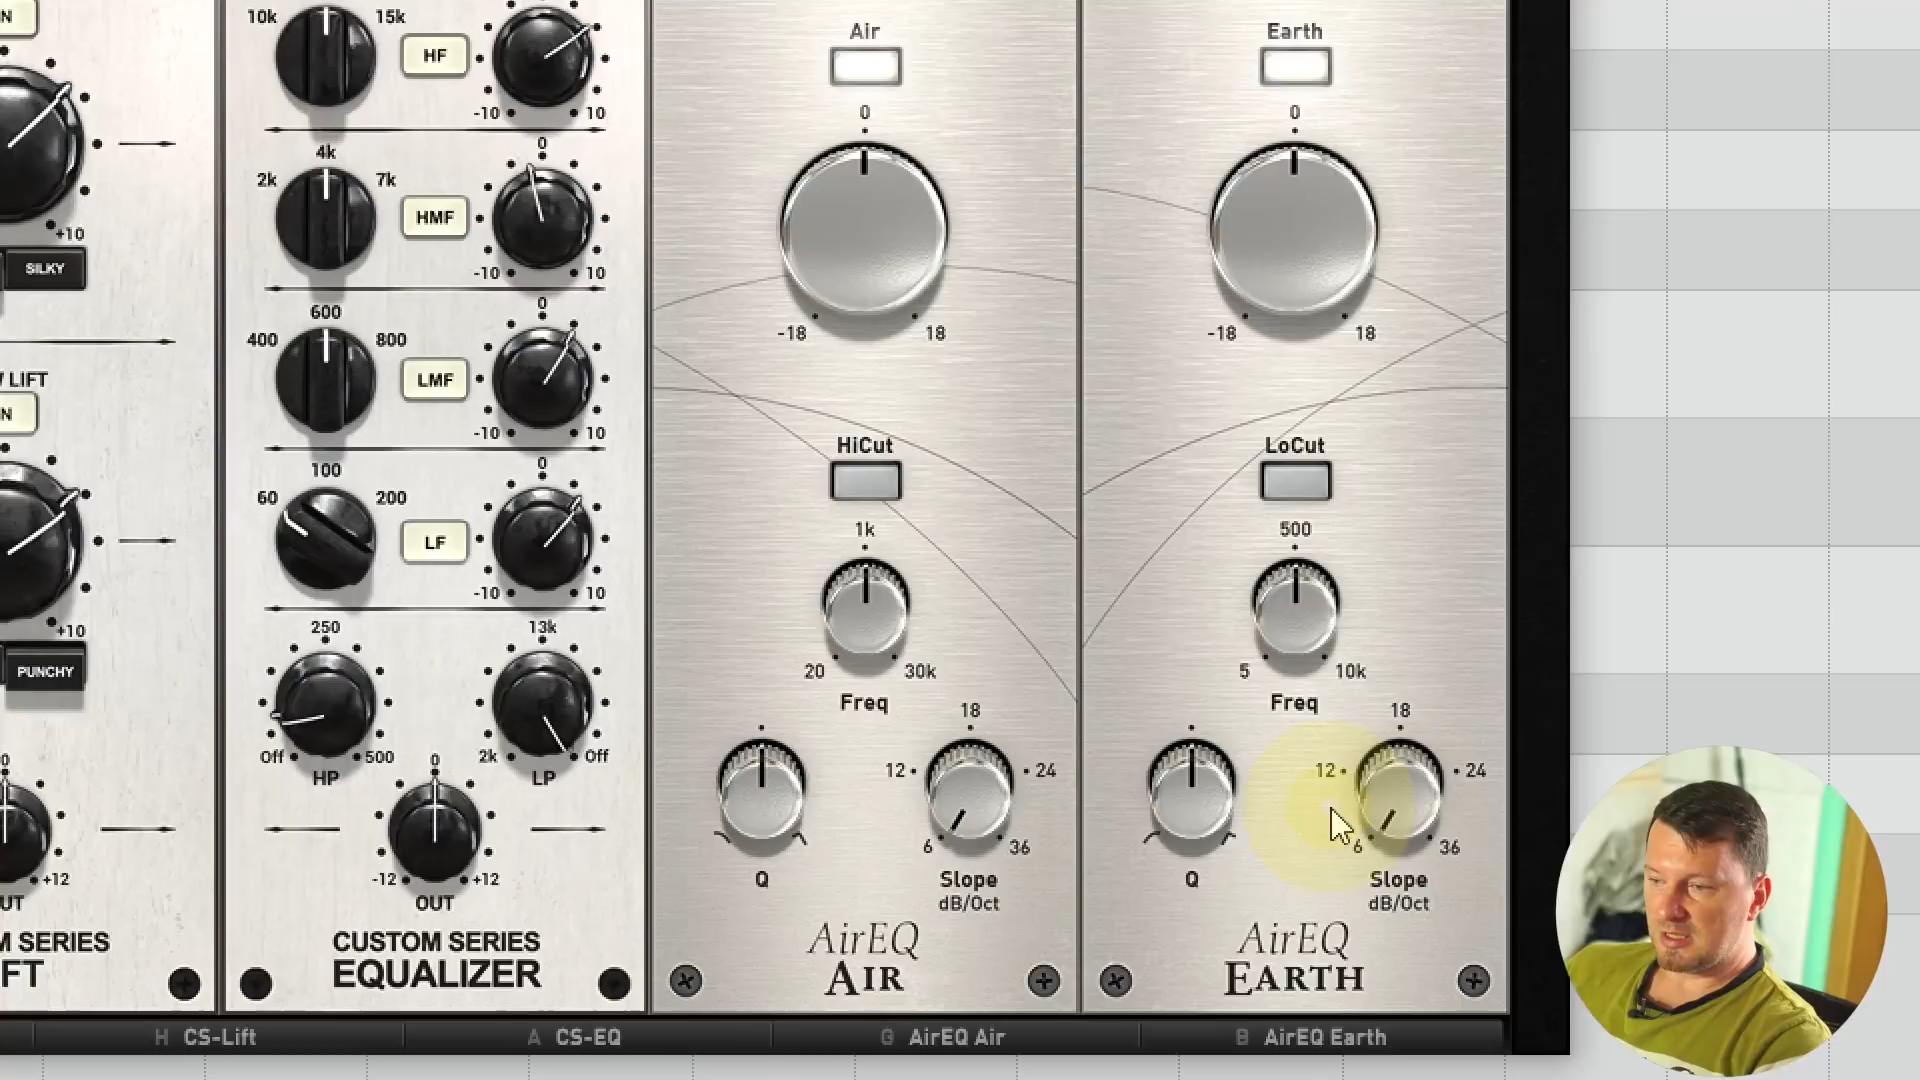 IN
+10
SILKY
LIFT
IN
+10
PUNCHY
0
+12
UT
M SERIES
FT
10k
15k
HF
-10
10
4k
2k
7k
HMF
0
-10
10
600
400
800
LMF
0
-10
10
100
60
200
LF
0
-10
10
250
Off
500
HP
13k
2k
Off
LP
0
-12
+12
OUT
CUSTOM SERIES
EQUALIZER
Air
0
-18
18
HiCut
1k
20
30k
Freq
Q
18
12
24
6
36
Slope
dB/Oct
AirEQ
AIR
Earth
0
-18
18
LoCut
500
5
10k
Freq
Q
18
12
24
6
36
Slope
dB/Oct
AirEQ
EARTH
H CS-Lift
A CS-EQ
G AirEQ Air
B AirEQ Earth